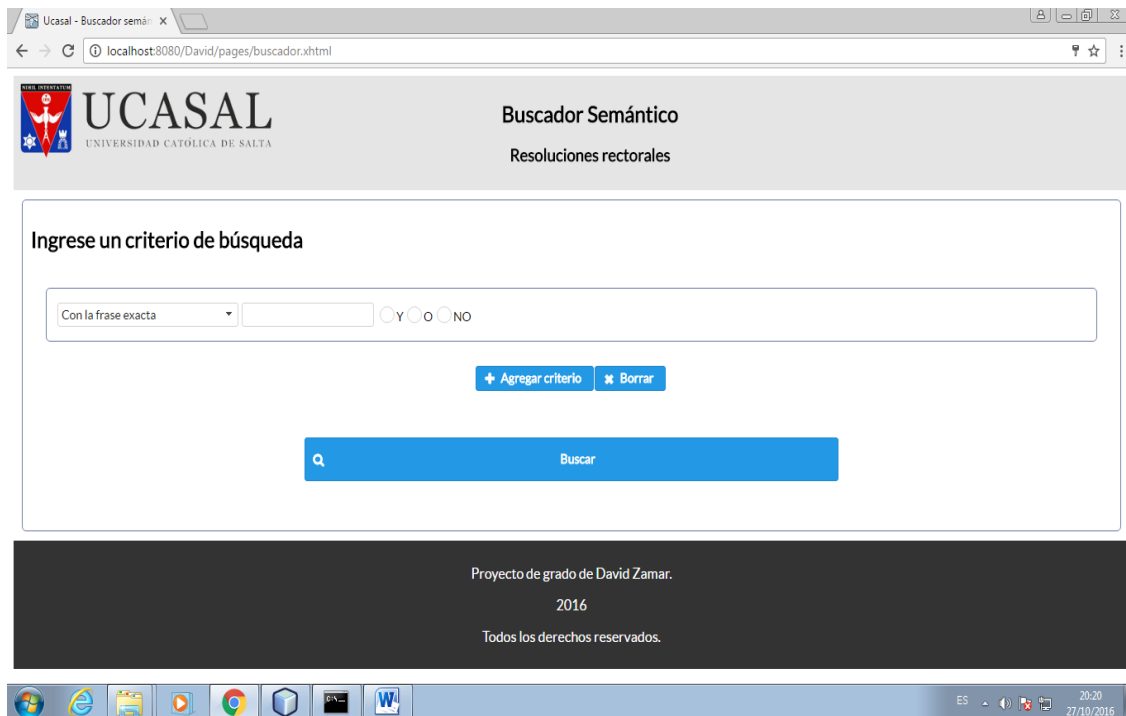 Ucasal - Buscador semán
localhost:8080/David/pages/buscador.xhtml
NIHIL INTENTATUM
UCASAL
UNIVERSIDAD CATÓLICA DE SALTA
Buscador Semántico
Resoluciones rectorales
Ingrese un criterio de búsqueda
Con la frase exacta Y O NO
Agregar criterio Borrar
Buscar
Proyecto de grado de David Zamar.
2016
Todos los derechos reservados.
ES 20:20
27/10/2016